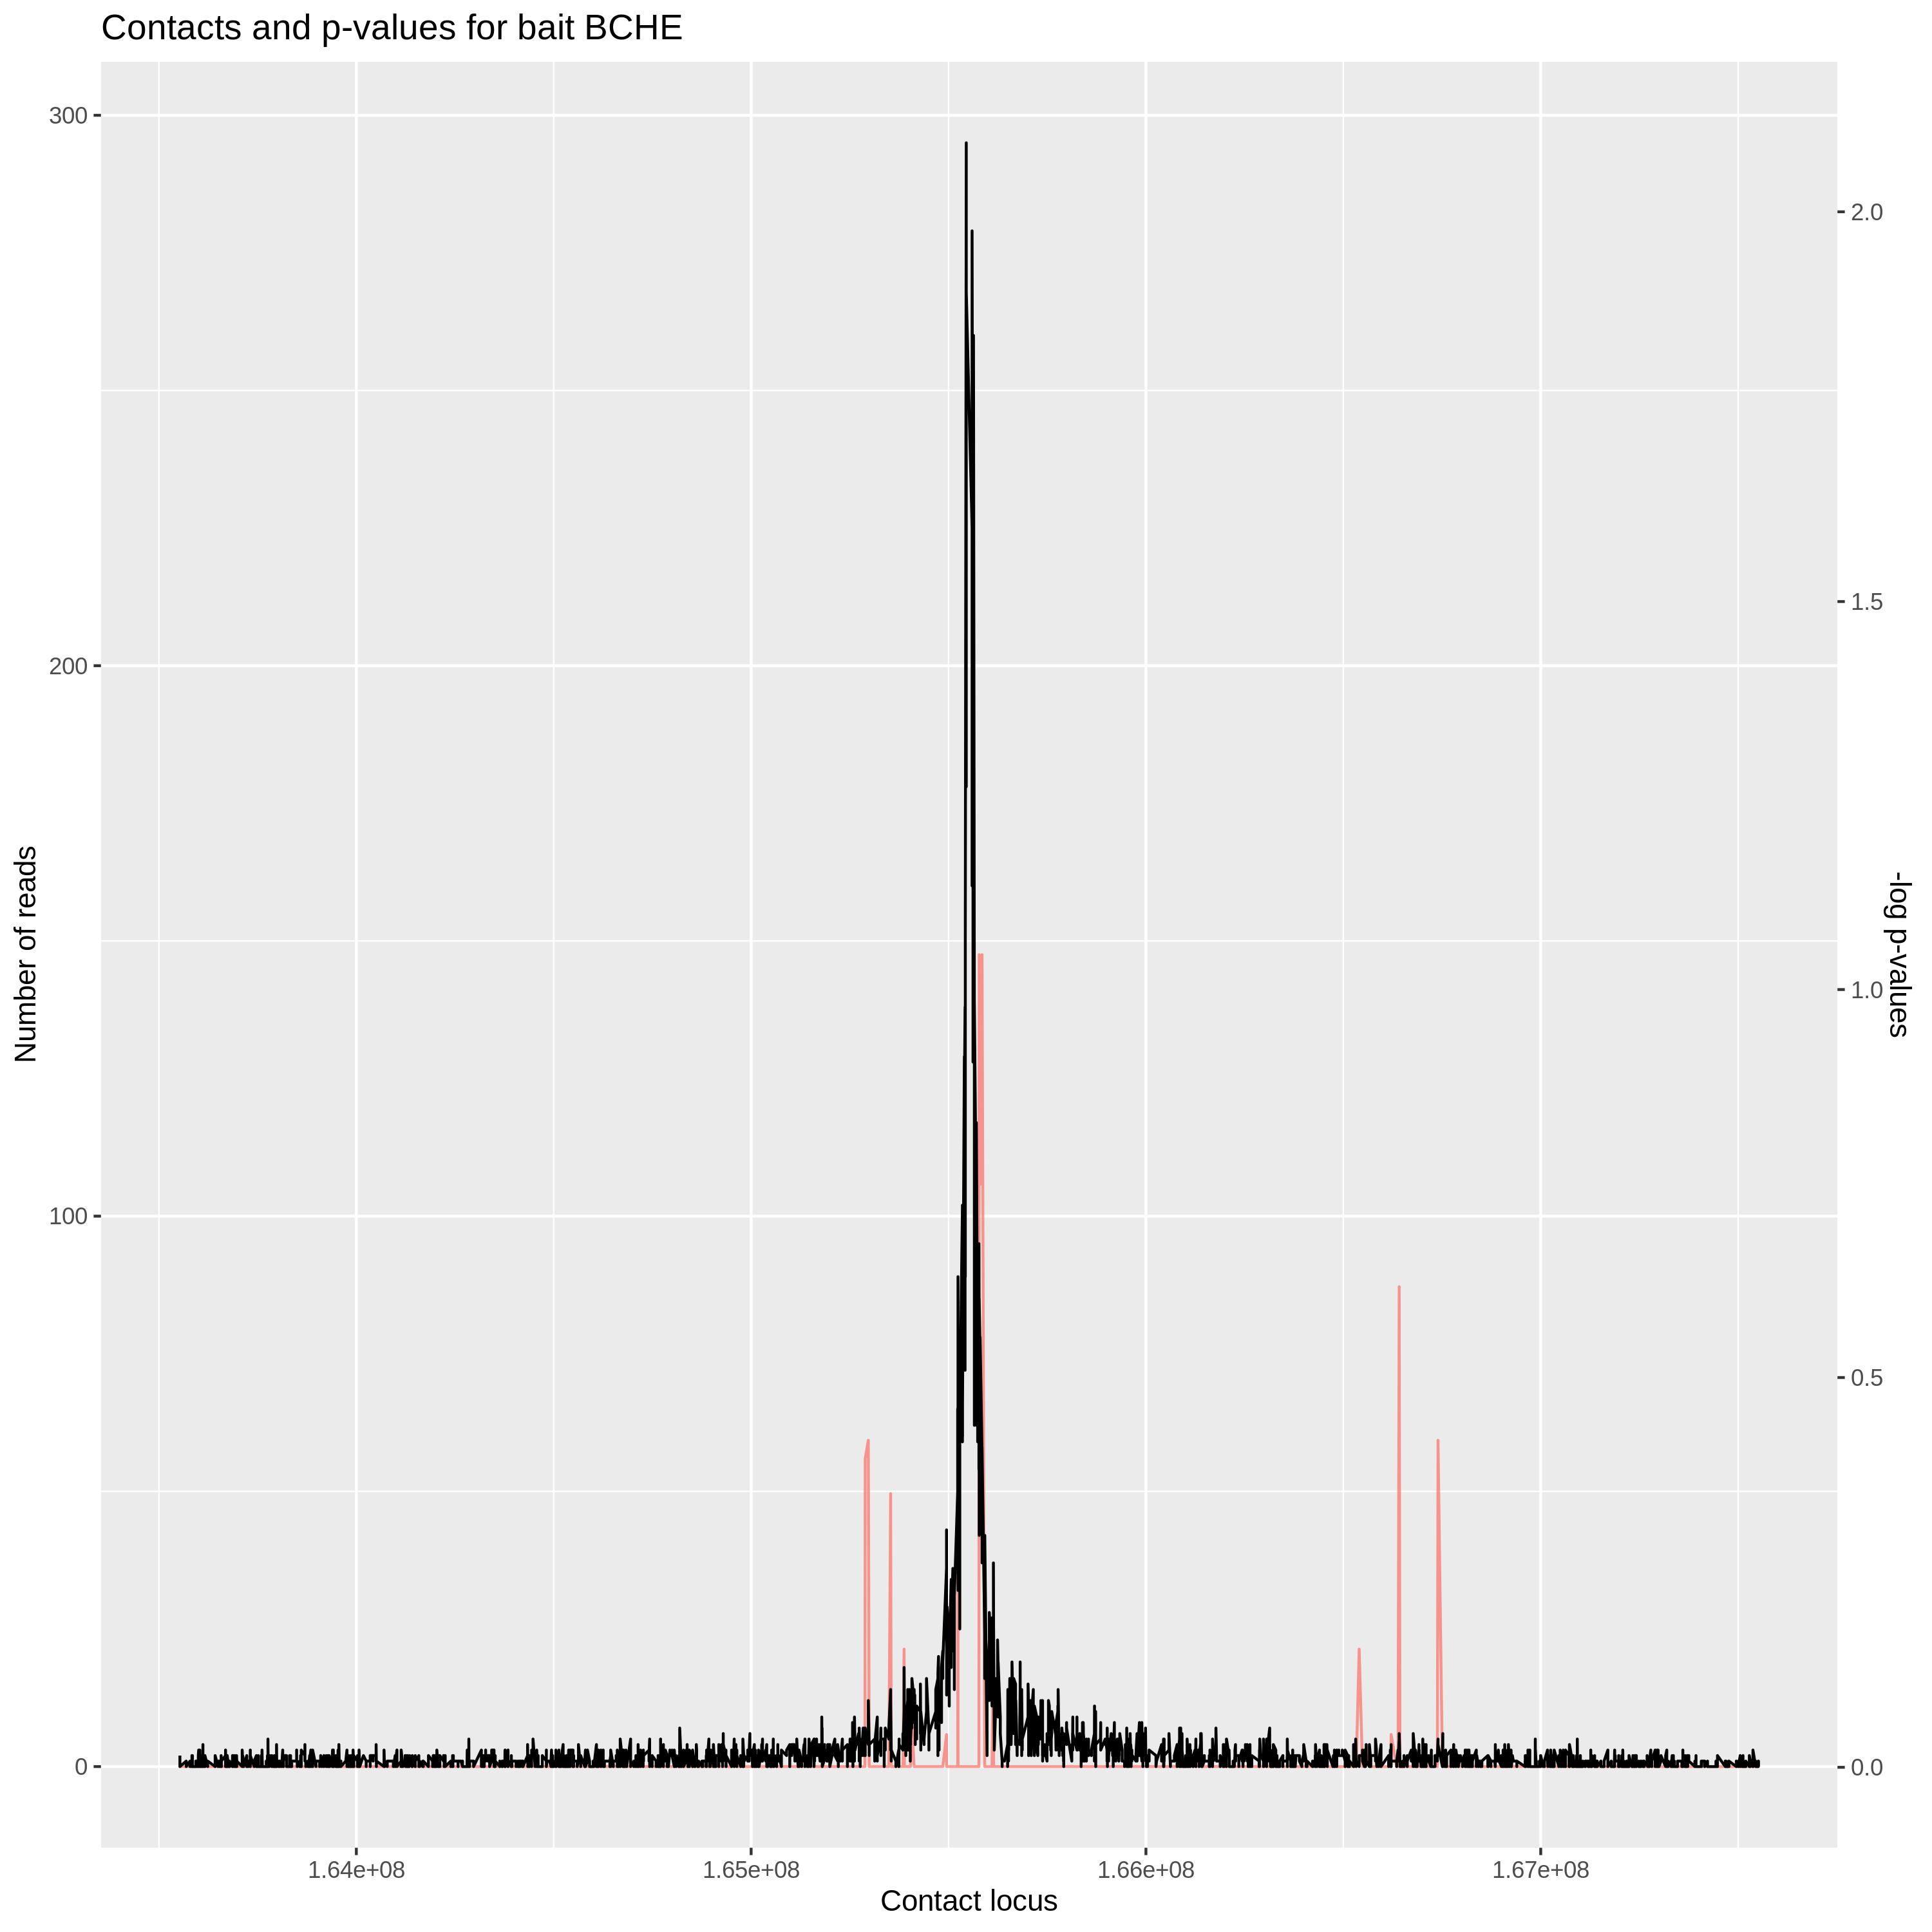 Contacts and p-values for bait BCHE
300
200
100
0
Number of reads
2.0
1.5
1.0
0.5
0.0
-log p-values
1.64e+08
1.65e+08
1.66e+08
1.67e+08
Contact locus